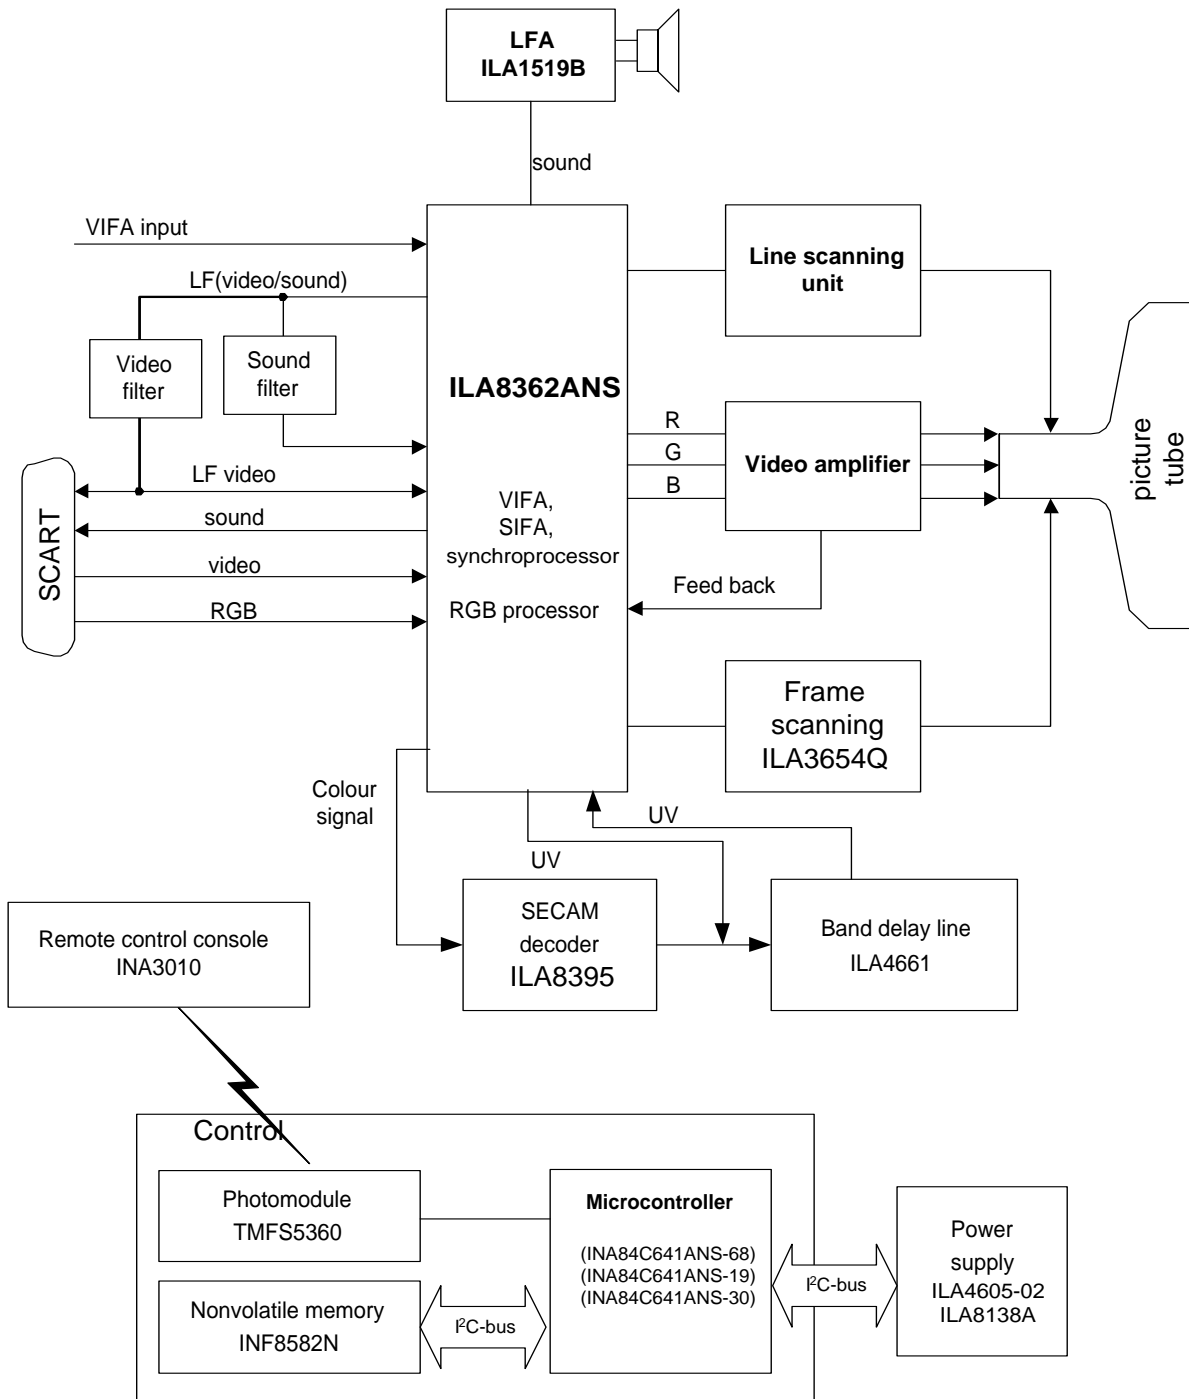 LFA
ILA1519B
sound
VIFA input
LF(video/sound)
Video
filter
Sound
filter
ILA8362ANS
Line scanning
unit
R
G
B
Video amplifier
picture
tube
SCART
LF video
sound
video
RGB
VIFA,
SIFA,
synchroprocessor
RGB processor
Feed back
Frame
scanning
ILA3654Q
Colour
signal
UV
UV
SECAM
decoder
ILA8395
Band delay line
ILA4661
Remote control console
INA3010
Control
Photomodule
TMFS5360
Nonvolatile memory
INF8582N
I²C-bus
Microcontroller
(INA84C641ANS-68)
(INA84C641ANS-19)
(INA84C641ANS-30)
I²C-bus
Power
supply
ILA4605-02
ILA8138A